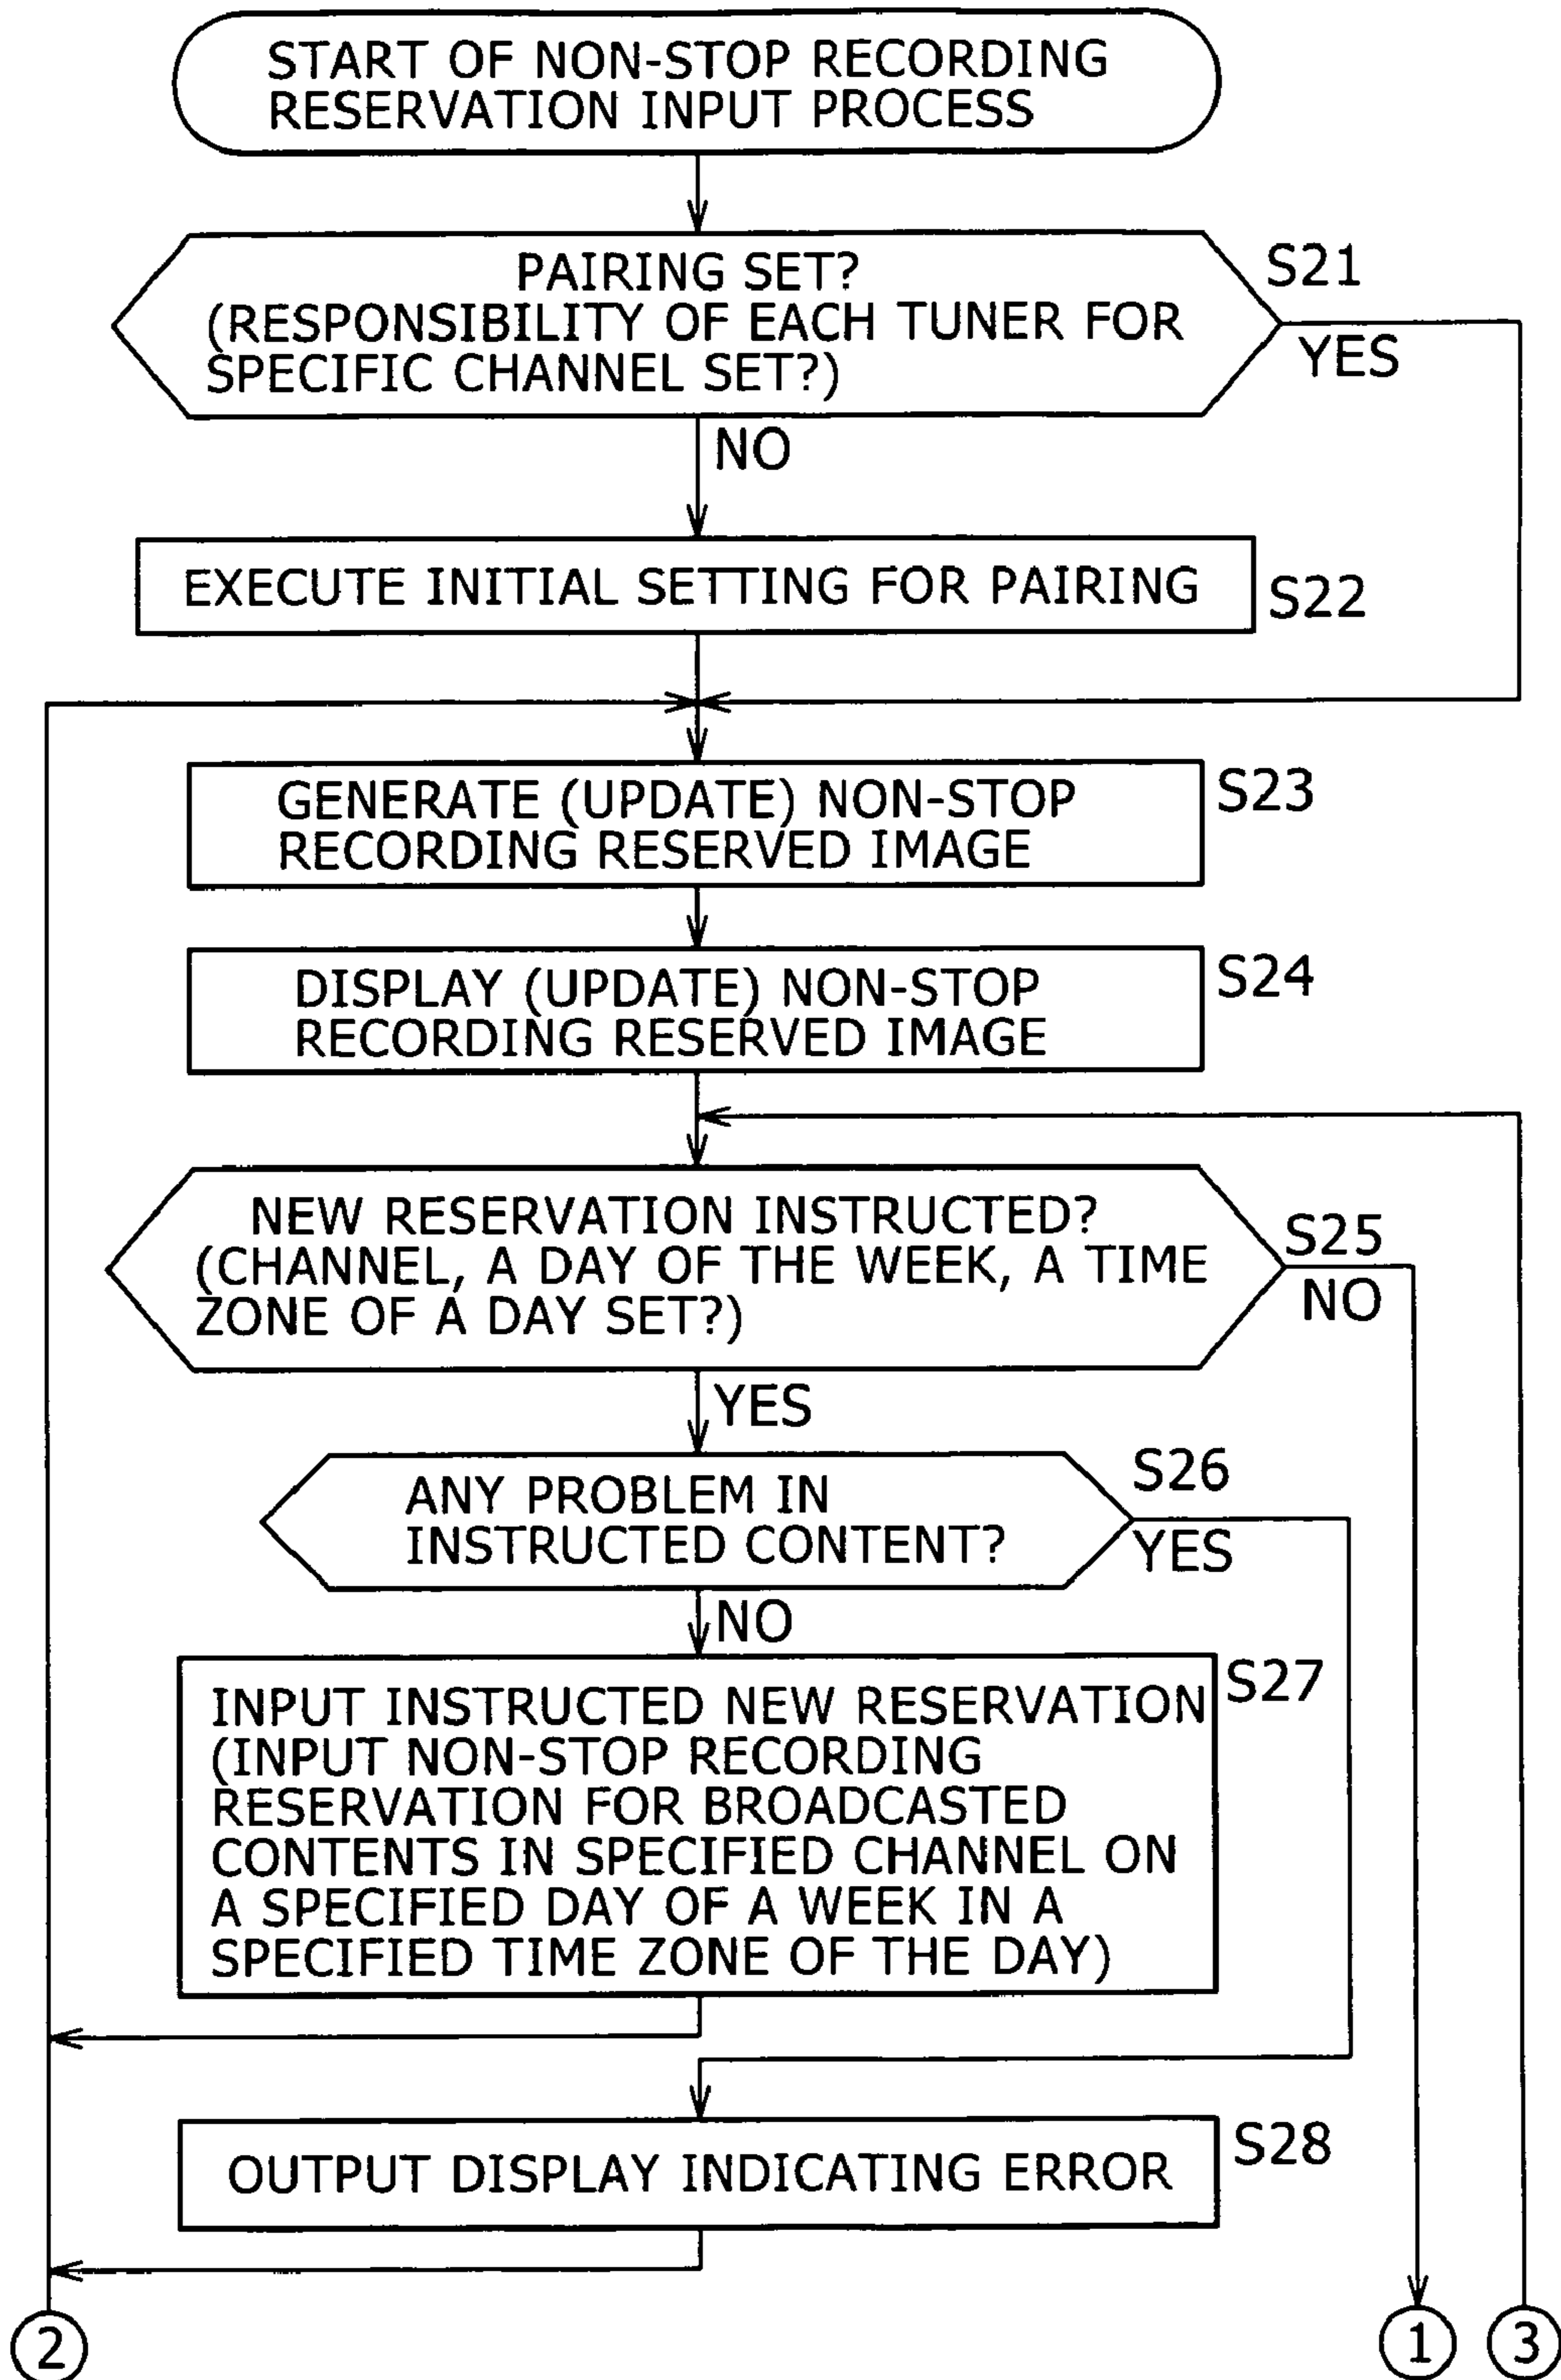 START OF NON-STOP RECORDING
RESERVATION INPUT PROCESS
PAIRING SET?
(RESPONSIBILITY OF EACH TUNER FOR
SPECIFIC CHANNEL SET?)
S21
YES
NO
EXECUTE INITIAL SETTING FOR PAIRING
S22
GENERATE (UPDATE) NON-STOP
RECORDING RESERVED IMAGE
S23
DISPLAY (UPDATE) NON-STOP
RECORDING RESERVED IMAGE
S24
NEW RESERVATION INSTRUCTED?
(CHANNEL, A DAY OF THE WEEK, A TIME
ZONE OF A DAY SET?)
S25
NO
YES
ANY PROBLEM IN
INSTRUCTED CONTENT?
S26
YES
NO
INPUT INSTRUCTED NEW RESERVATION
(INPUT NON-STOP RECORDING
RESERVATION FOR BROADCASTED
CONTENTS IN SPECIFIED CHANNEL ON
A SPECIFIED DAY OF A WEEK IN A
SPECIFIED TIME ZONE OF THE DAY)
S27
OUTPUT DISPLAY INDICATING ERROR
S28
2
1
3